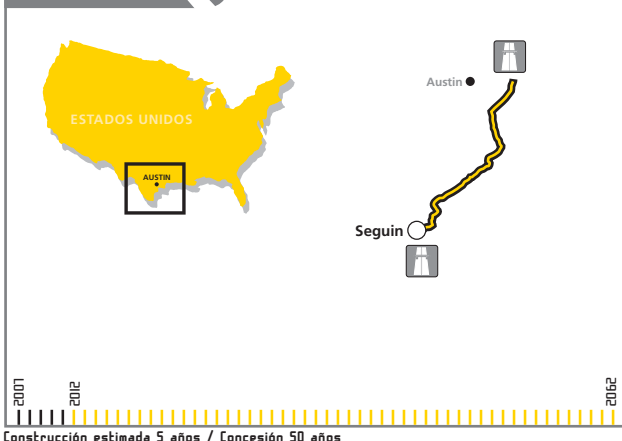 ESTADOS UNIDOS
AUSTIN
Austin
Seguin
2007
2012
2062
Construcción estimada 5 años / Concesión 50 años